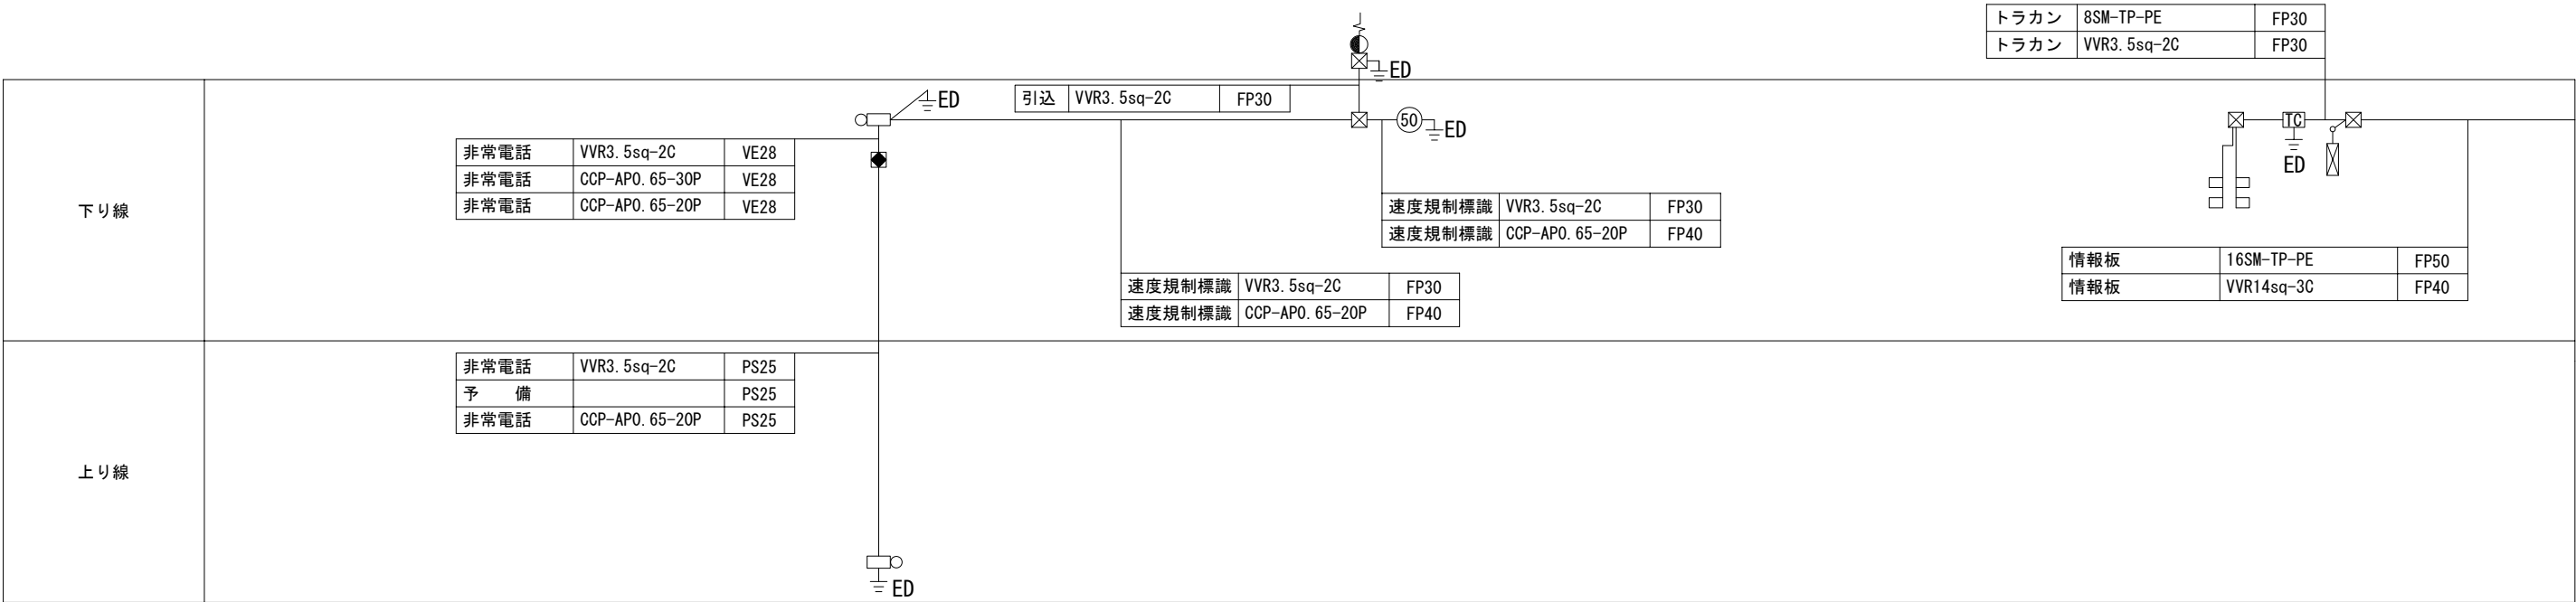 トラカン 8SM-TP-PE FP30
トラカン VVR3.5sq-2C FP30
ED
引込 VVR3.5sq-2C FP30
ED
50
ED
TC
ED
下り線
非常電話 VVR3.5sq-2C VE28
非常電話 CCP-AP0.65-30P VE28
非常電話 CCP-AP0.65-20P VE28
速度規制標識 VVR3.5sq-2C FP30
速度規制標識 CCP-AP0.65-20P FP40
情報板 16SM-TP-PE FP50
情報板 VVR14sq-3C FP40
速度規制標識 VVR3.5sq-2C FP30
速度規制標識 CCP-AP0.65-20P FP40
上り線
非常電話 VVR3.5sq-2C PS25
予 備 PS25
非常電話 CCP-AP0.65-20P PS25
ED